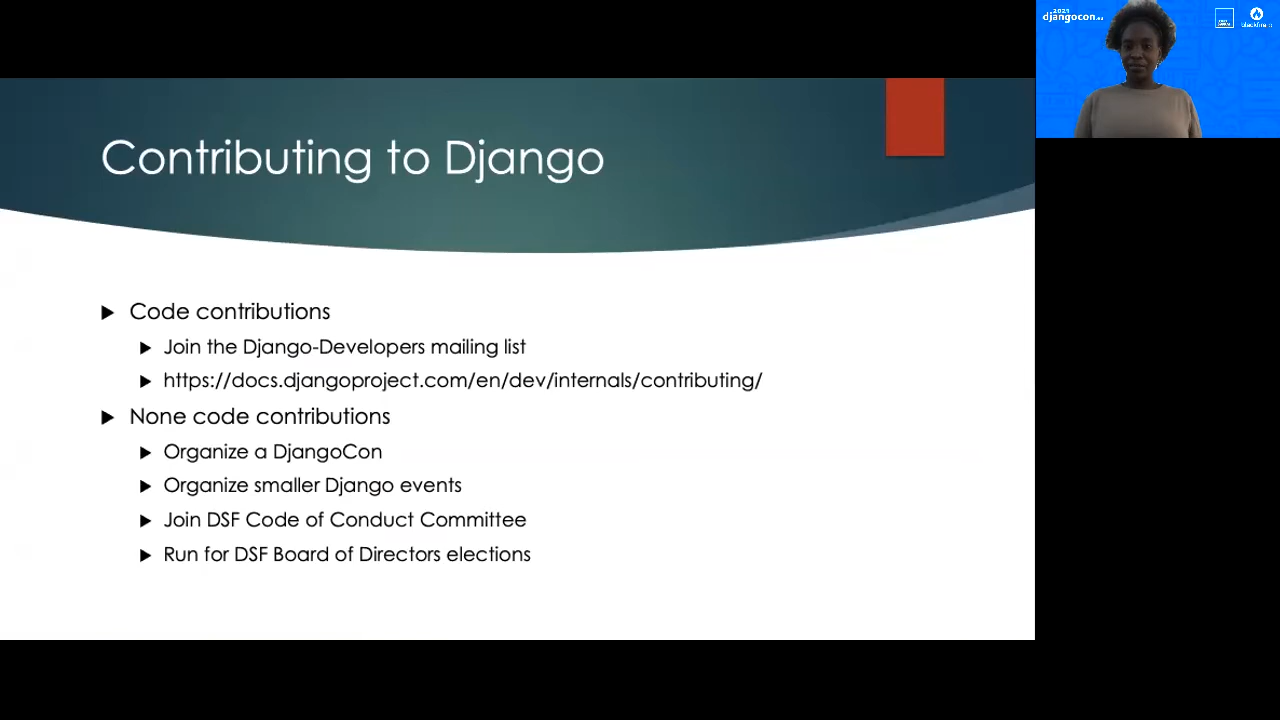 Contributing to Django
Code contributions
Join the Django-Developers mailing list
https://docs.djangoproject.com/en/dev/internals/contributing/
None code contributions
Organize a DjangoCon
Organize smaller Django events
Join DSF Code of Conduct Committee
Run for DSF Board of Directors elections
2021
djangocon.eu